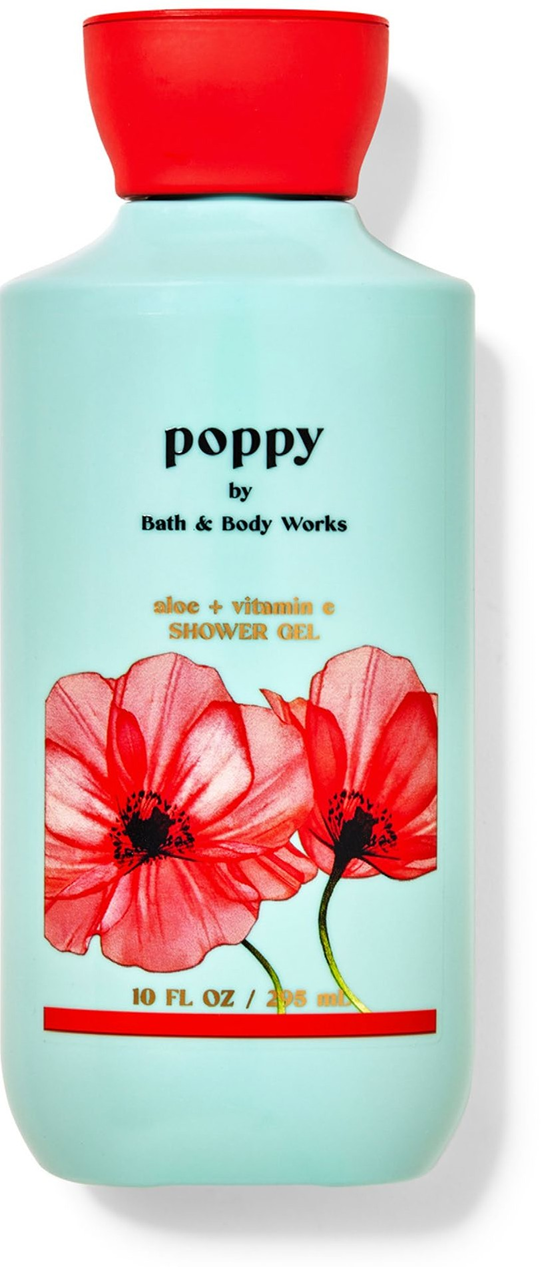 poppy
by
Bath & Body Works
aloe + vitamin e
SHOWER GEL
10 FL OZ / 295 mL